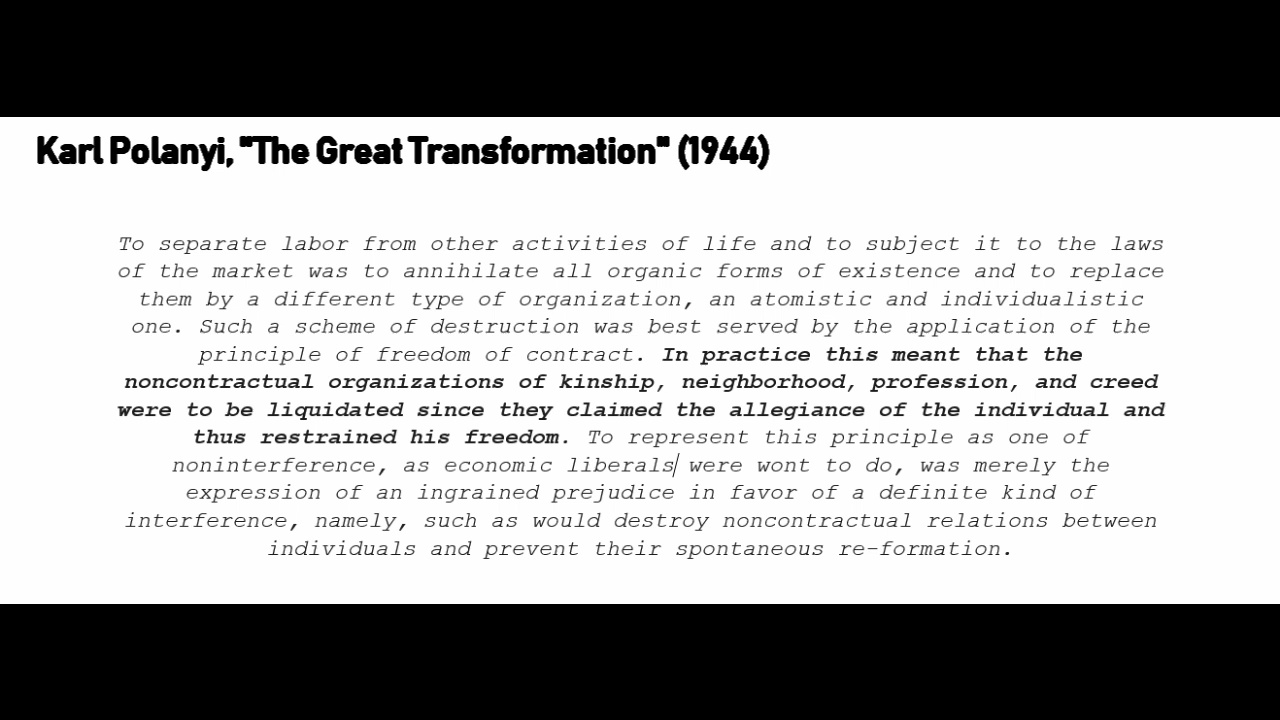 Karl Polanyi, "The Great Transformation" (1944)
To separate labor from other activities of life and to subject it to the laws
of the market was to annihilate all organic forms of existence and to replace
them by a different type of organization, an atomistic and individualistic
one. Such a scheme of destruction was best served by the application of the
principle of freedom of contract. In practice this meant that the
noncontractual organizations of kinship, neighborhood, profession, and creed
were to be liquidated since they claimed the allegiance of the individual and
thus restrained his freedom. To represent this principle as one of
noninterference, as economic liberals were wont to do, was merely the
expression of an ingrained prejudice in favor of a definite kind of
interference, namely, such as would destroy noncontractual relations between
individuals and prevent their spontaneous re-formation.